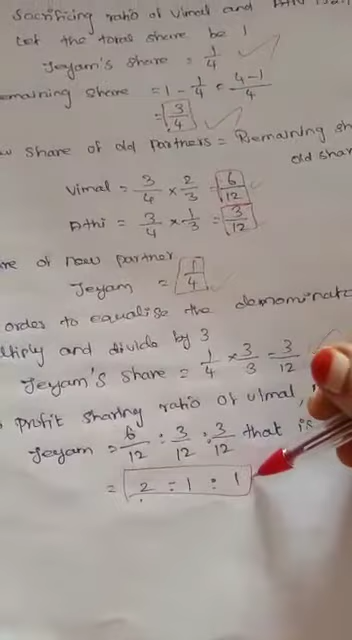 Sacrificing ratio of Vimal and
Let the total share be 1
Jeyam's share = 1/4
Remaining share = 1 - 1/4 = 4-1/4
= 3/4
share of old partners = Remaining sh
old shar
Vimal = 3/4 × 2/3 = 6/12
Athi = 3/4 × 1/3 = 3/12
of new partner
Jeyam = 1/4
order to equalise the denominato
and divide by 3
Jeyam's share = 1/4 × 3/3 = 3/12
profit sharing ratio of Vimal,
Jeyam = 6/12 : 3/12 : 3/12 that is
= 2 : 1 : 1